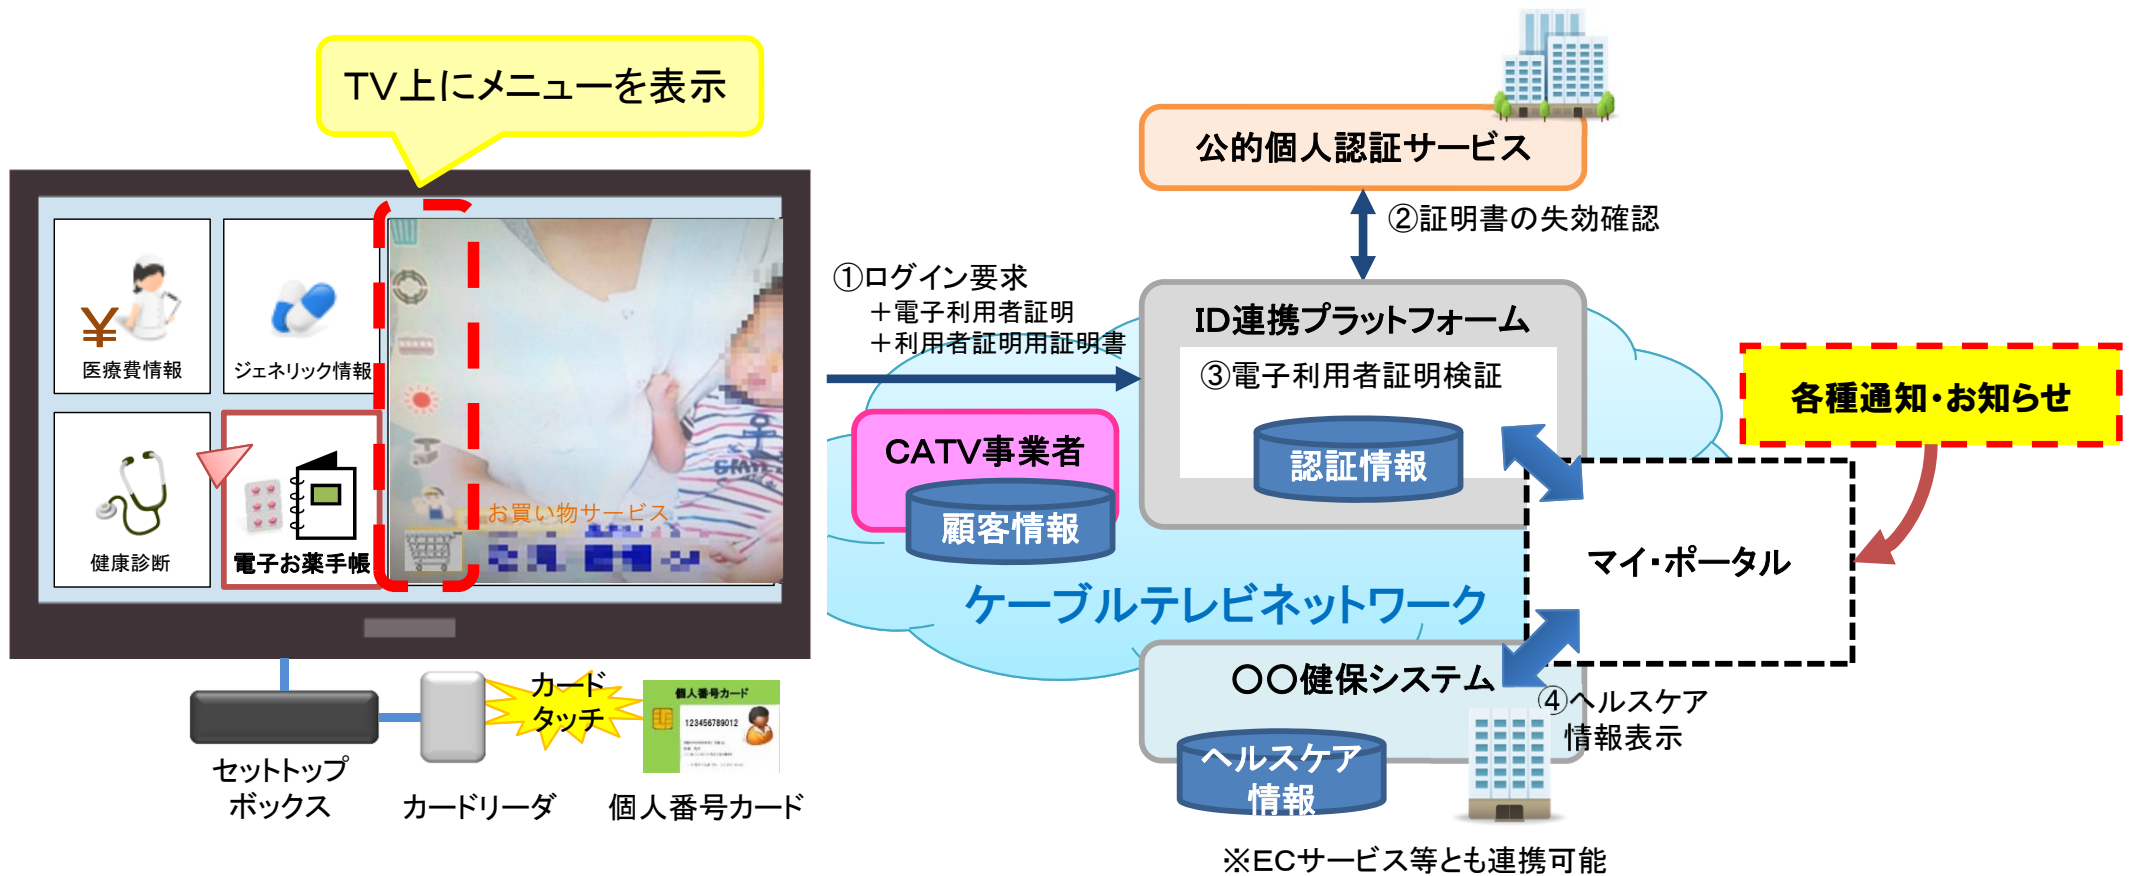 TV上にメニューを表示
¥
医療費情報
ジェネリック情報
健康診断
電子お薬手帳
お買い物サービス
セットトップ
ボックス
カードリーダ
カード
タッチ
個人番号カード
123456789012
個人番号カード
公的個人認証サービス
②証明書の失効確認
①ログイン要求
＋電子利用者証明
＋利用者証明用証明書
ID連携プラットフォーム
③電子利用者証明検証
認証情報
CATV事業者
顧客情報
ケーブルテレビネットワーク
各種通知・お知らせ
マイ・ポータル
〇〇健保システム
④ヘルスケア
情報表示
ヘルスケア
情報
※ECサービス等とも連携可能